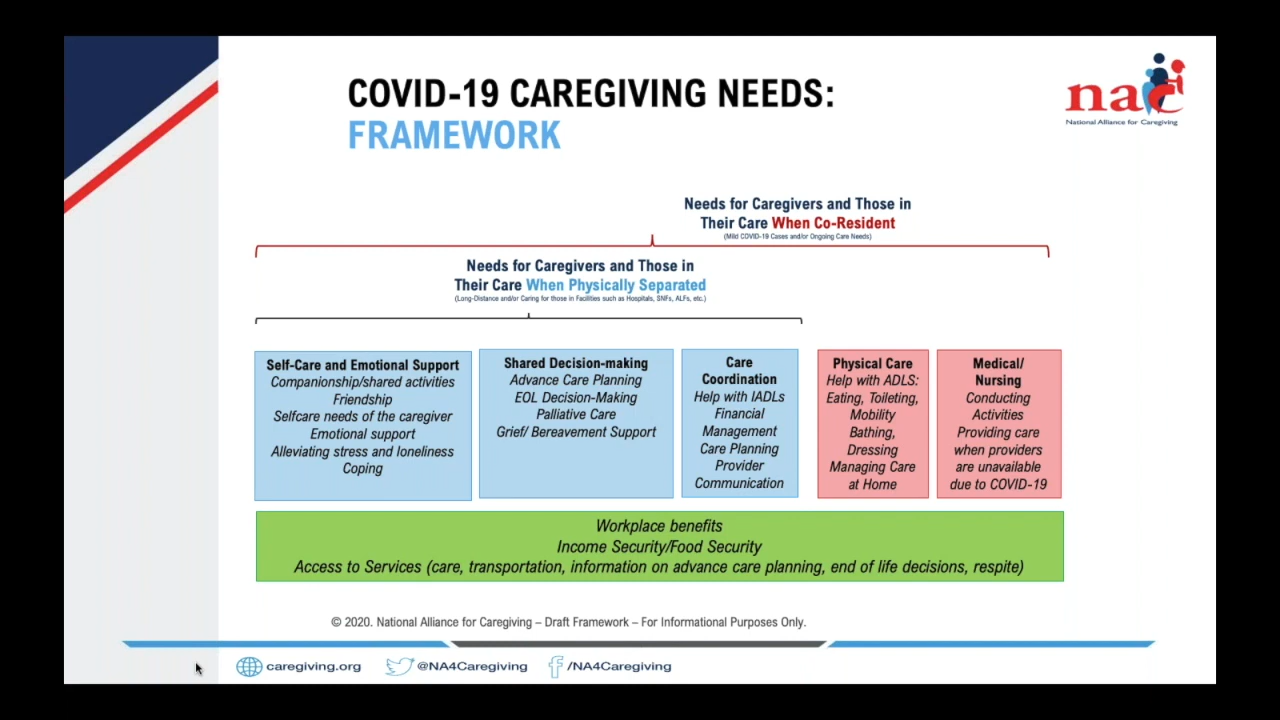 COVID-19 CAREGIVING NEEDS:
FRAMEWORK
nac
National Alliance for Caregiving
Needs for Caregivers and Those in
Their Care When Co-Resident
(Mild COVID-19 Cases and/or Ongoing Care Needs)
Needs for Caregivers and Those in
Their Care When Physically Separated
(Long-Distance and/or Caring for those in Facilities such as Hospitals, SNFs, ALFs, etc.)
Self-Care and Emotional Support
Companionship/shared activities
Friendship
Selfcare needs of the caregiver
Emotional support
Alleviating stress and loneliness
Coping
Shared Decision-making
Advance Care Planning
EOL Decision-Making
Palliative Care
Grief/ Bereavement Support
Care
Coordination
Help with IADLs
Financial
Management
Care Planning
Provider
Communication
Physical Care
Help with ADLS:
Eating, Toileting,
Mobility
Bathing,
Dressing
Managing Care
at Home
Medical/
Nursing
Conducting
Activities
Providing care
when providers
are unavailable
due to COVID-19
Workplace benefits
Income Security/Food Security
Access to Services (care, transportation, information on advance care planning, end of life decisions, respite)
© 2020. National Alliance for Caregiving – Draft Framework – For Informational Purposes Only.
caregiving.org
@NA4Caregiving
/NA4Caregiving